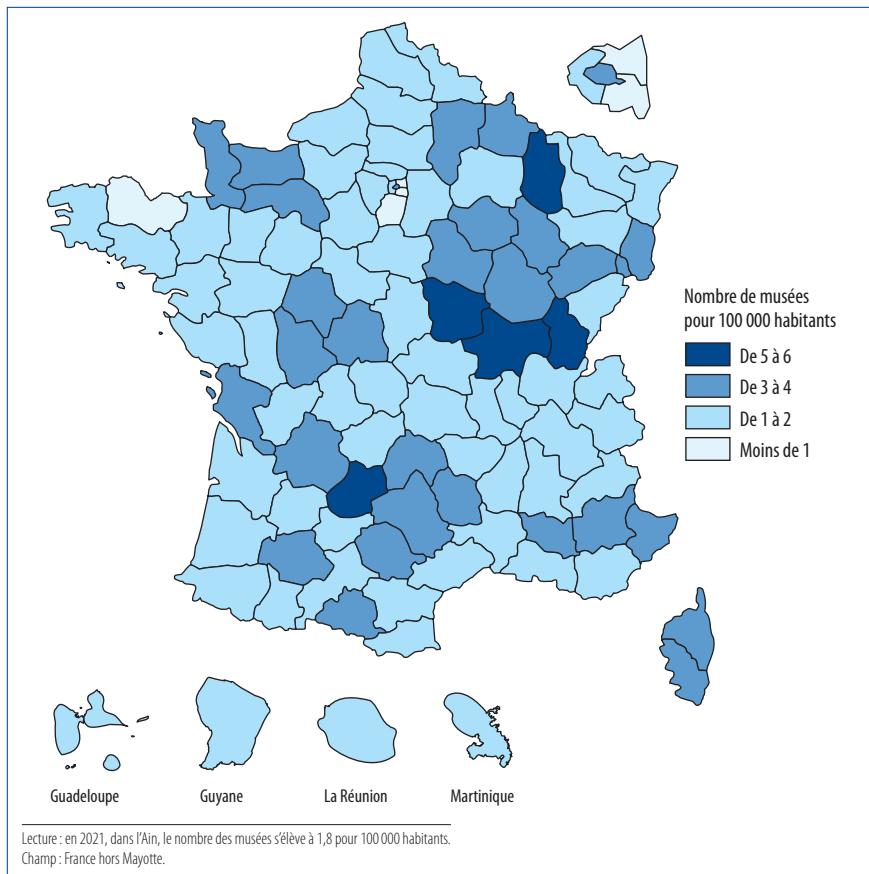 Nombre de musées
pour 100 000 habitants
De 5 à 6
De 3 à 4
De 1 à 2
Moins de 1
Guadeloupe
Guyane
La Réunion
Martinique
Lecture : en 2021, dans l'Ain, le nombre des musées s'élève à 1,8 pour 100 000 habitants.
Champ : France hors Mayotte.